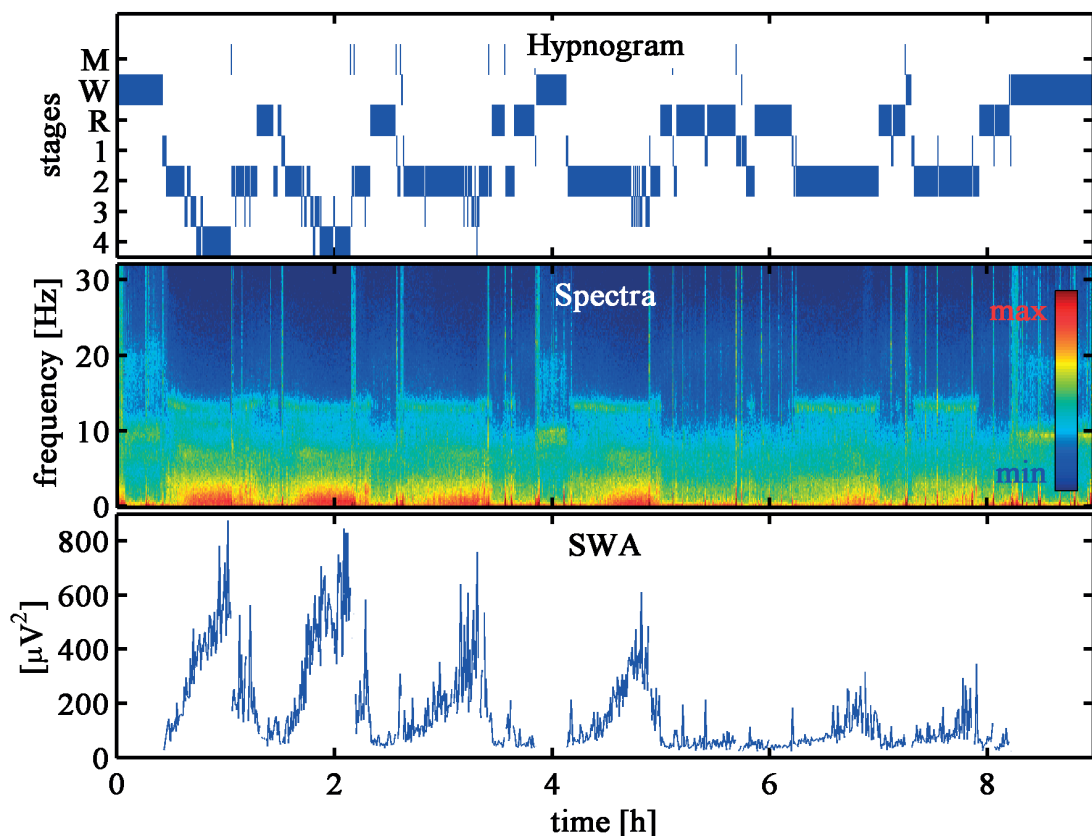 Hypnogram
stages
M
W
R
1
2
3
4
Spectra
frequency [Hz]
30
20
10
0
max
min
SWA
[μV²]
800
600
400
200
0
0 2 4 6 8
time [h]